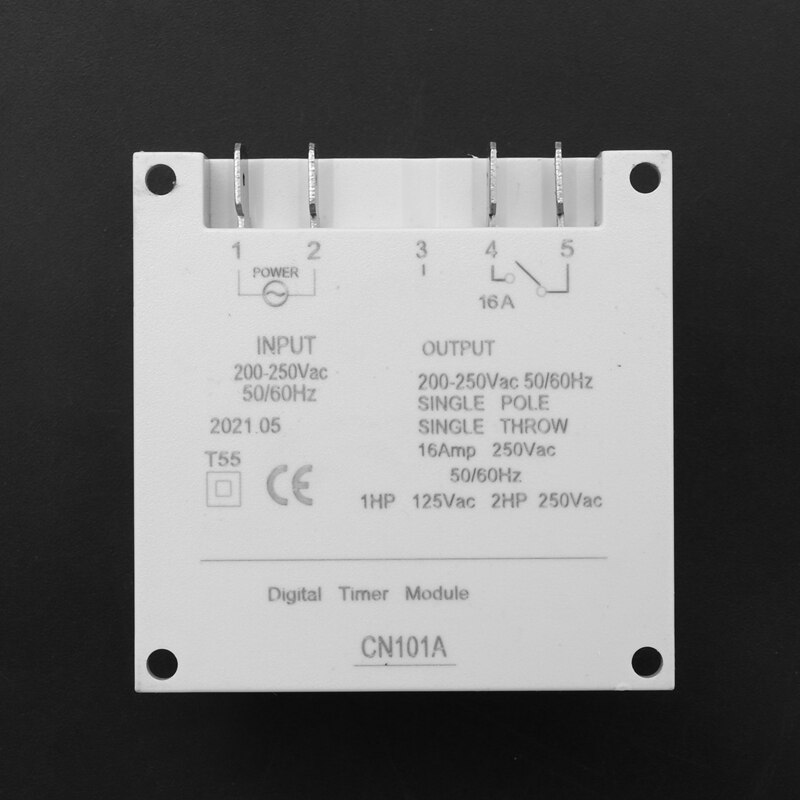 1 2 3 4 5
POWER
16A
INPUT
200-250Vac
50/60Hz
2021.05
T55
CE
OUTPUT
200-250Vac 50/60Hz
SINGLE POLE
SINGLE THROW
16Amp 250Vac
50/60Hz
1HP 125Vac 2HP 250Vac
Digital Timer Module
CN101A